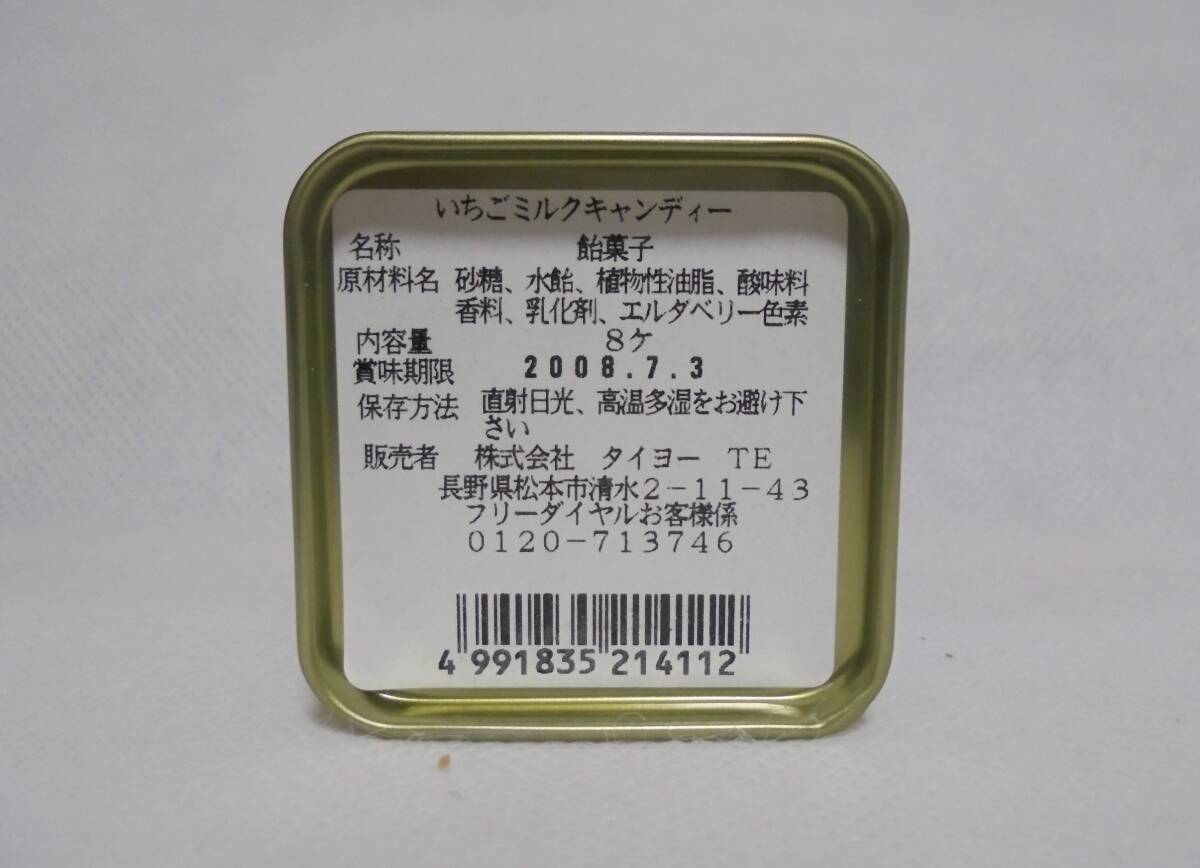 いちごミルクキャンディー
名称 飴菓子
原材料名 砂糖、水飴、植物性油脂、酸味料
香料、乳化剤、エルダベリー色素
内容量 8ケ
賞味期限 2008.7.3
保存方法 直射日光、高温多湿をお避け下
さい
販売者 株式会社 タイヨー TE
長野県松本市清水2-11-43
フリーダイヤルお客様係
0120-713746
4 991835 214112